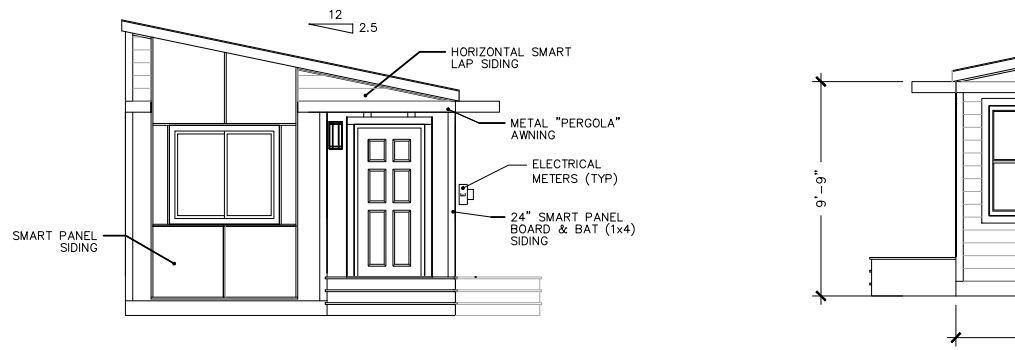 12
2.5
HORIZONTAL SMART
LAP SIDING
METAL "PERGOLA"
AWNING
ELECTRICAL
METERS (TYP)
24" SMART PANEL
BOARD & BAT (1x4)
SIDING
SMART PANEL
SIDING
9'-9"